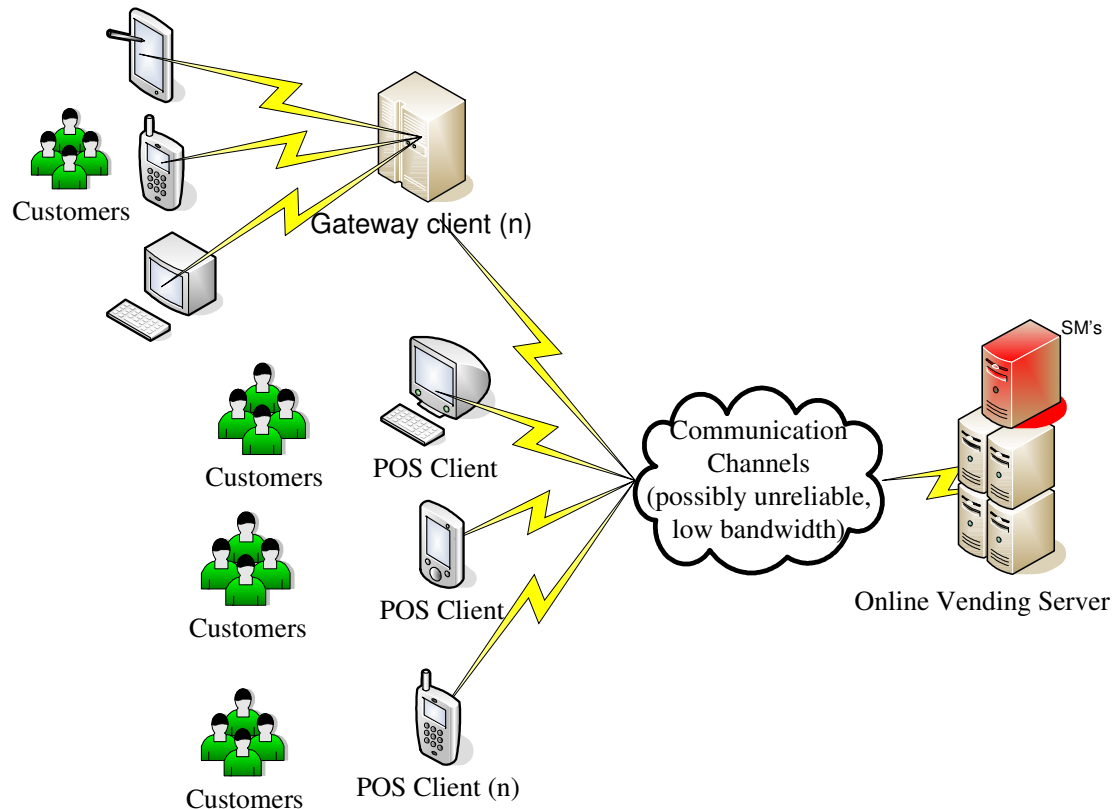 Customers
Gateway client (n)
SM's
Customers
POS Client
Communication
Channels
(possibly unreliable,
low bandwidth)
Online Vending Server
Customers
POS Client
Customers
POS Client (n)